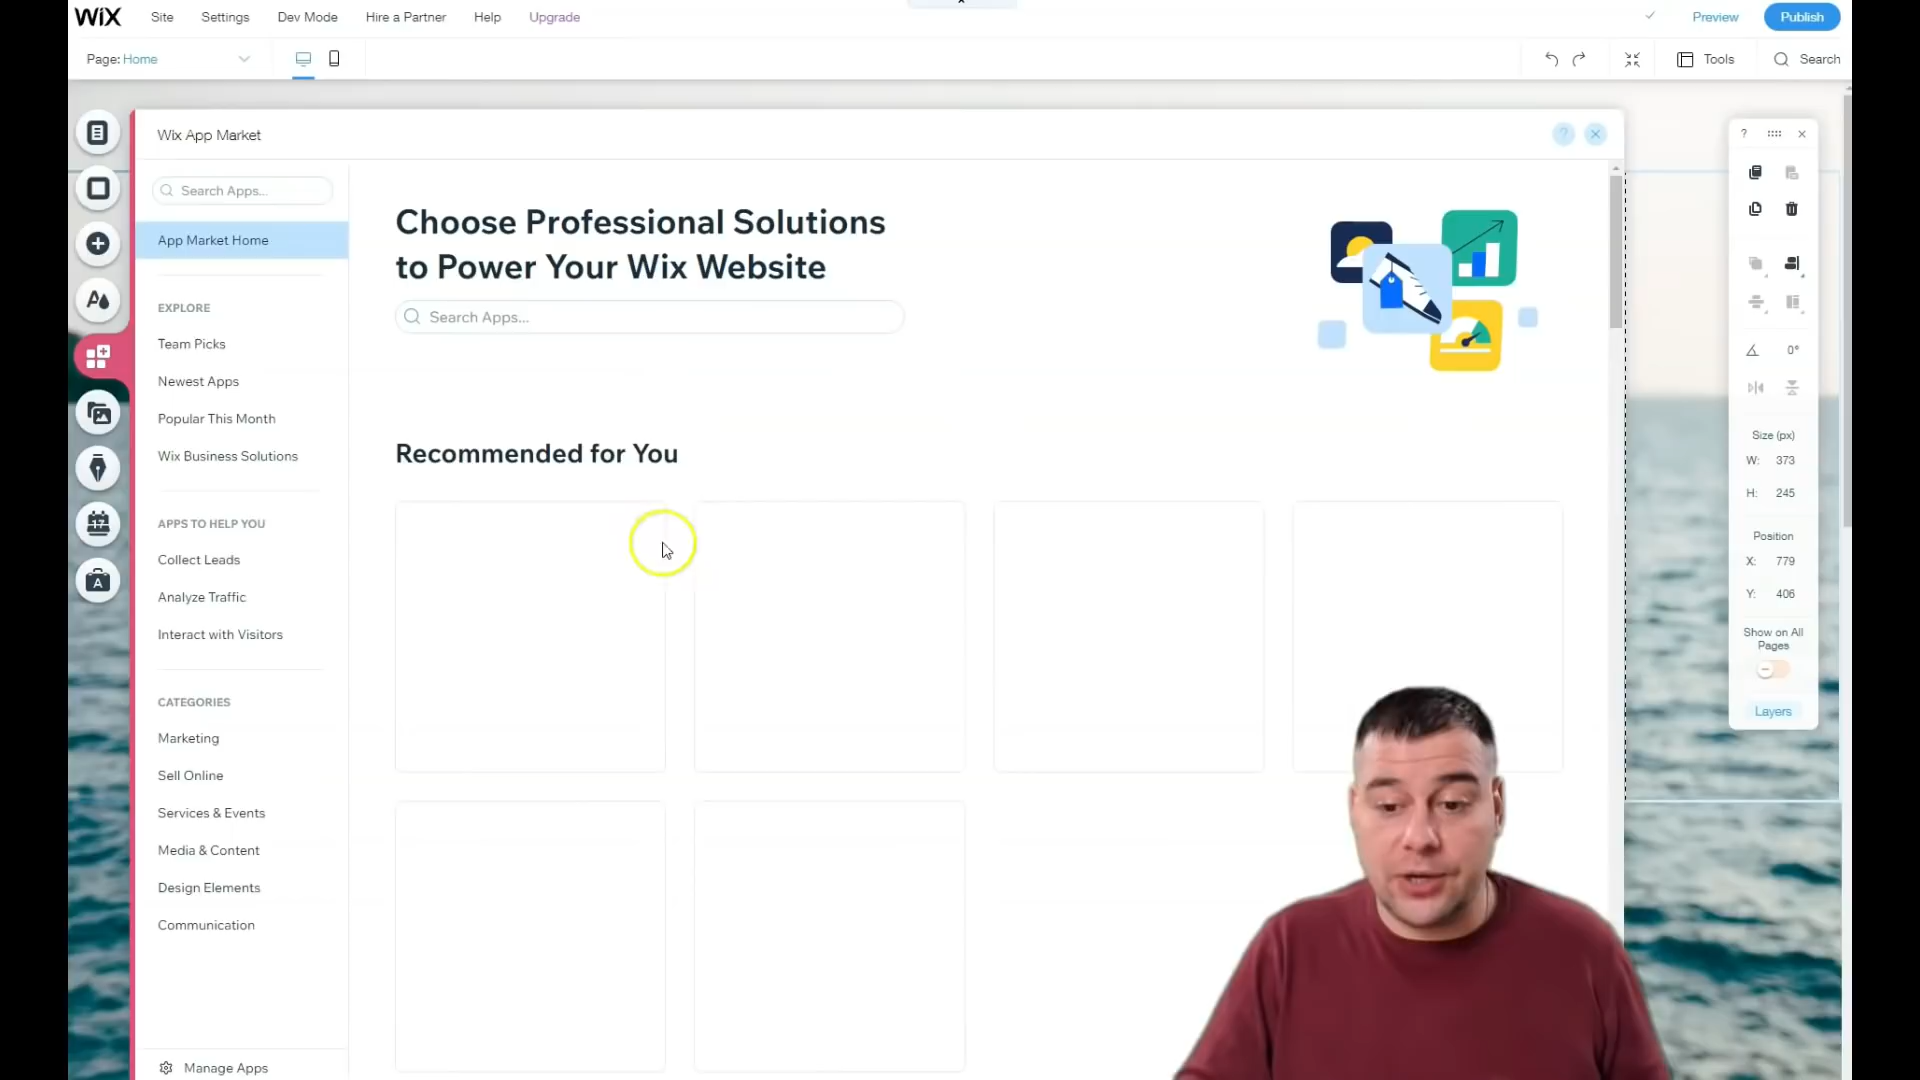 WiX
Site
Settings
Dev Mode
Hire a Partner
Help
Upgrade
Preview
Publish
Page: Home
Tools
Search
Wix App Market
?
Search Apps...
App Market Home
EXPLORE
Team Picks
Newest Apps
Popular This Month
Wix Business Solutions
APPS TO HELP YOU
Collect Leads
Analyze Traffic
Interact with Visitors
CATEGORIES
Marketing
Sell Online
Services & Events
Media & Content
Design Elements
Communication
Manage Apps
Choose Professional Solutions
to Power Your Wix Website
Search Apps...
Recommended for You
17
A
A
?
0°
Size (px)
W: 373
H: 245
Position
X: 779
Y: 406
Show on All
Pages
Layers